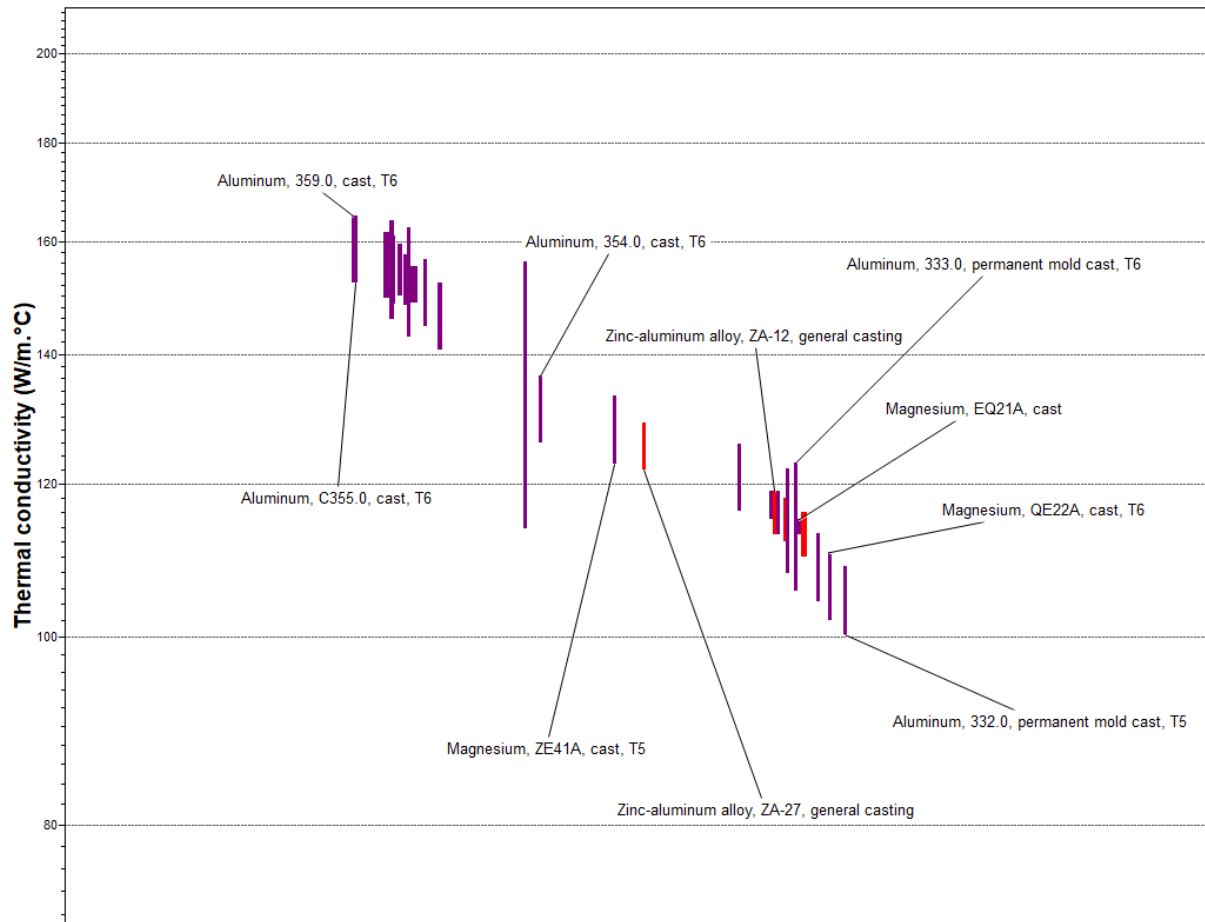 200
180
Aluminum, 359.0, cast, T6
160
Aluminum, 354.0, cast, T6
Aluminum, 333.0, permanent mold cast, T6
Zinc-aluminum alloy, ZA-12, general casting
140
Magnesium, EQ21A, cast
Thermal conductivity (W/m.°C)
120
Aluminum, C355.0, cast, T6
Magnesium, QE22A, cast, T6
100
Aluminum, 332.0, permanent mold cast, T5
Magnesium, ZE41A, cast, T5
Zinc-aluminum alloy, ZA-27, general casting
80